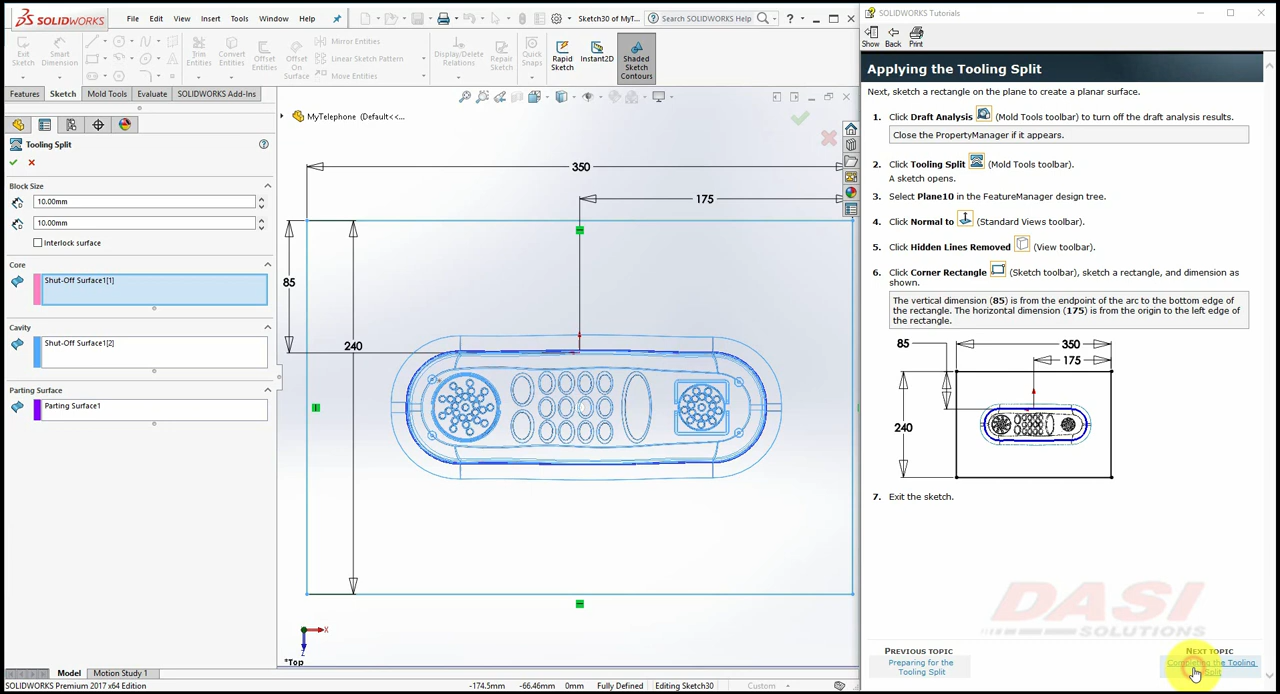 SOLIDWORKS
File
Edit
View
Insert
Tools
Window
Help
Sketch30 of MyT...
Search SOLIDWORKS Help
?
Exit Sketch
Smart Dimension
Trim Entities
Convert Entities
Offset Entities
Offset On Surface
Mirror Entities
Linear Sketch Pattern
Move Entities
Display/Delete Relations
Repair Sketch
Quick Snaps
Rapid Sketch
Instant2D
Shaded Sketch Contours
Features
Sketch
Mold Tools
Evaluate
SOLIDWORKS Add-Ins
MyTelephone (Default<<...
Tooling Split
Block Size
10.00mm
10.00mm
Interlock surface
Core
Shut-Off Surface1[1]
Cavity
Shut-Off Surface1[2]
Parting Surface
Parting Surface1
350
175
85
240
X
*Top
Model
Motion Study 1
SOLIDWORKS Premium 2017 x64 Edition
-174.5mm
-66.46mm
0mm
Fully Defined
Editing Sketch30
Custom
SOLIDWORKS Tutorials
Show
Back
Print
Applying the Tooling Split
Next, sketch a rectangle on the plane to create a planar surface.
1. Click Draft Analysis (Mold Tools toolbar) to turn off the draft analysis results.
Close the PropertyManager if it appears.
2. Click Tooling Split (Mold Tools toolbar).
A sketch opens.
3. Select Plane10 in the FeatureManager design tree.
4. Click Normal to (Standard Views toolbar).
5. Click Hidden Lines Removed (View toolbar).
6. Click Corner Rectangle (Sketch toolbar), sketch a rectangle, and dimension as
shown.
The vertical dimension (85) is from the endpoint of the arc to the bottom edge of
the rectangle. The horizontal dimension (175) is from the origin to the left edge of
the rectangle.
85
350
175
240
7. Exit the sketch.
DASI
SOLUTIONS
PREVIOUS TOPIC
Preparing for the
Tooling Split
NEXT TOPIC
Completing the Tooling
Split